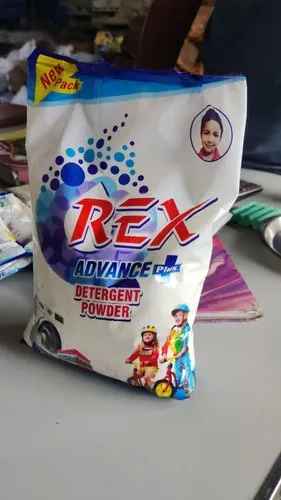 New
Pack
REX
ADVANCE Plus
DETERGENT
POWDER